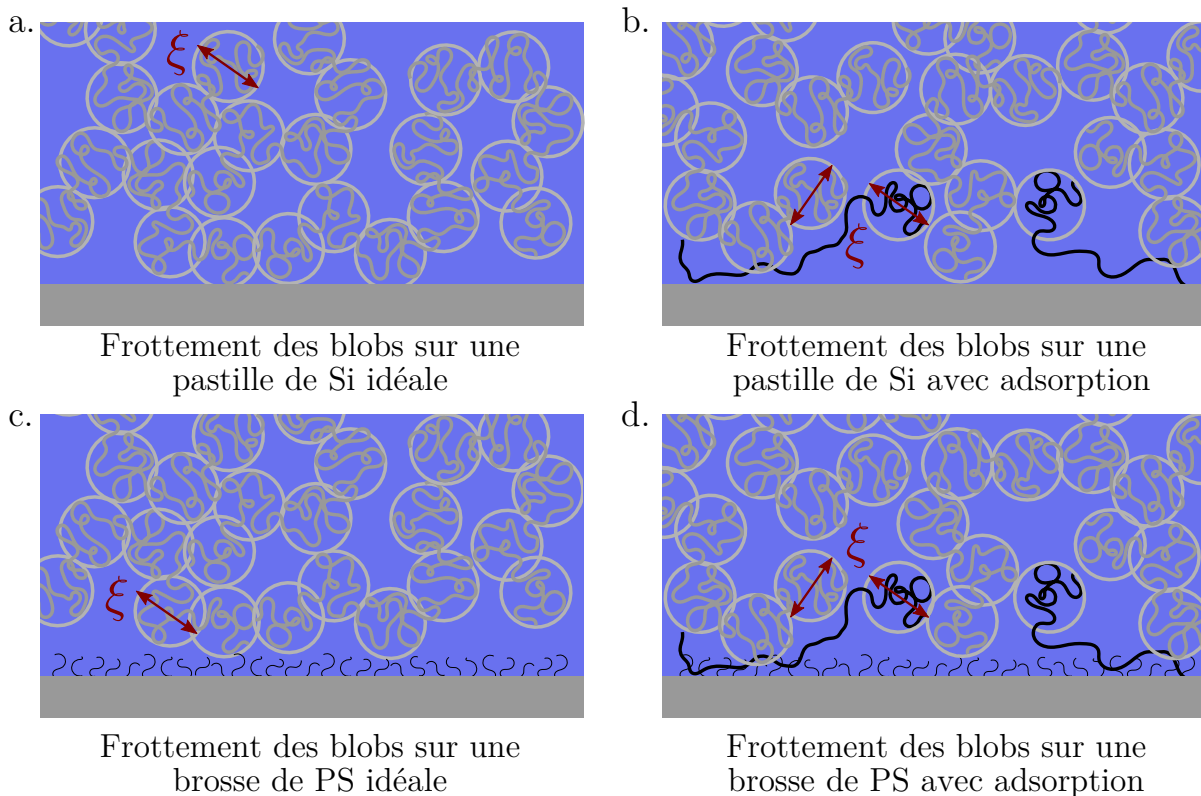 a.
ξ
Frottement des blobs sur une
pastille de Si idéale
b.
ξ
Frottement des blobs sur une
pastille de Si avec adsorption
c.
ξ
Frottement des blobs sur une
brosse de PS idéale
d.
ξ
Frottement des blobs sur une
brosse de PS avec adsorption